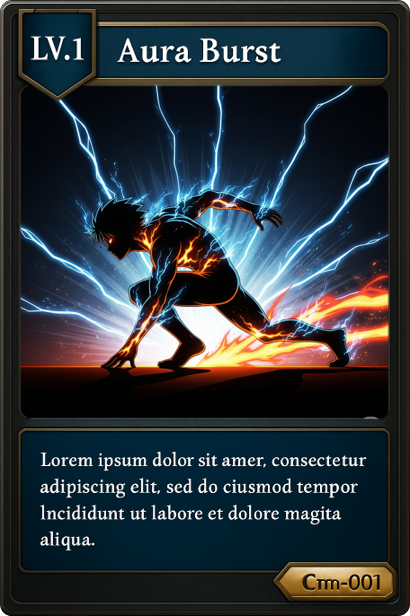 LV.1
Aura Burst
Lorem ipsum dolor sit amer, consectetur
adipiscing elit, sed do ciusmod tempor
Incididunt ut labore et dolore magita
aliqua.
Crm-001